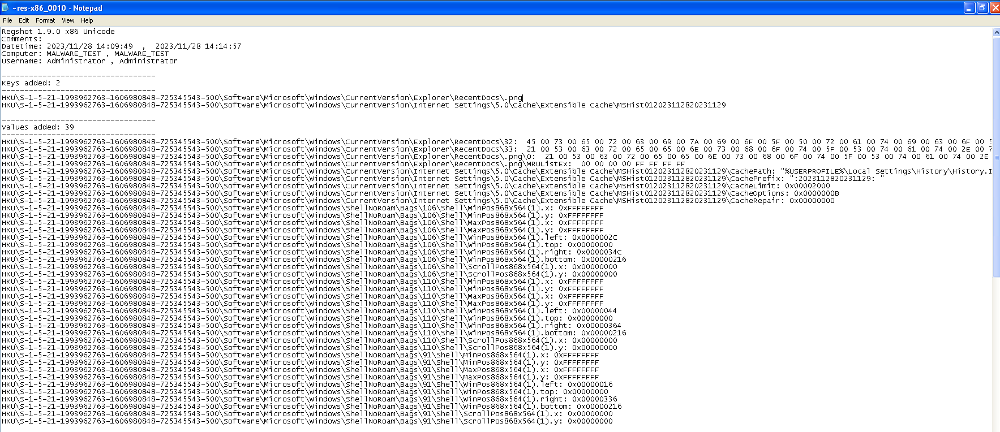 ~res-x86_0010 - Notepad
File Edit Format View Help
Regshot 1.9.0 x86 Unicode
Comments:
Datetime: 2023/11/28 14:09:49  ,  2023/11/28 14:14:57
Computer: MALWARE_TEST , MALWARE_TEST
Username: Administrator , Administrator
----------------------------------
Keys added: 2
----------------------------------
HKU\S-1-5-21-1993962763-1606980848-725345543-500\Software\Microsoft\Windows\CurrentVersion\Explorer\RecentDocs\.png
HKU\S-1-5-21-1993962763-1606980848-725345543-500\Software\Microsoft\Windows\CurrentVersion\Internet Settings\5.0\Cache\Extensible Cache\MSHist012023112820231129
----------------------------------
Values added: 39
----------------------------------
HKU\S-1-5-21-1993962763-1606980848-725345543-500\Software\Microsoft\Windows\CurrentVersion\Explorer\RecentDocs\32:  45 00 73 00 65 00 72 00 63 00 69 00 7A 00 69 00 6F 00 5F 00 50 00 72 00 61 00 74 00 69 00 63 00 6F 00 5
HKU\S-1-5-21-1993962763-1606980848-725345543-500\Software\Microsoft\Windows\CurrentVersion\Explorer\RecentDocs\33:  21 00 53 00 63 00 72 00 65 00 65 00 6E 00 73 00 68 00 6F 00 74 00 5F 00 53 00 74 00 61 00 74 00 2E 00 7
HKU\S-1-5-21-1993962763-1606980848-725345543-500\Software\Microsoft\Windows\CurrentVersion\Explorer\RecentDocs\.png\0:  21 00 53 00 63 00 72 00 65 00 65 00 6E 00 73 00 68 00 6F 00 74 00 5F 00 53 00 74 00 61 00 74 00 2E
HKU\S-1-5-21-1993962763-1606980848-725345543-500\Software\Microsoft\Windows\CurrentVersion\Explorer\RecentDocs\.png\MRUListEx:  00 00 00 00 FF FF FF FF
HKU\S-1-5-21-1993962763-1606980848-725345543-500\Software\Microsoft\Windows\CurrentVersion\Internet Settings\5.0\Cache\Extensible Cache\MSHist012023112820231129\CachePath: "%USERPROFILE%\Local Settings\History\History.I
HKU\S-1-5-21-1993962763-1606980848-725345543-500\Software\Microsoft\Windows\CurrentVersion\Internet Settings\5.0\Cache\Extensible Cache\MSHist012023112820231129\CachePrefix: ":2023112820231129: "
HKU\S-1-5-21-1993962763-1606980848-725345543-500\Software\Microsoft\Windows\CurrentVersion\Internet Settings\5.0\Cache\Extensible Cache\MSHist012023112820231129\CacheLimit: 0x00002000
HKU\S-1-5-21-1993962763-1606980848-725345543-500\Software\Microsoft\Windows\CurrentVersion\Internet Settings\5.0\Cache\Extensible Cache\MSHist012023112820231129\CacheOptions: 0x0000000B
HKU\S-1-5-21-1993962763-1606980848-725345543-500\Software\Microsoft\Windows\CurrentVersion\Internet Settings\5.0\Cache\Extensible Cache\MSHist012023112820231129\CacheRepair: 0x00000000
HKU\S-1-5-21-1993962763-1606980848-725345543-500\Software\Microsoft\Windows\ShellNoRoam\Bags\106\Shell\MinPos868x564(1).x: 0xFFFFFFFF
HKU\S-1-5-21-1993962763-1606980848-725345543-500\Software\Microsoft\Windows\ShellNoRoam\Bags\106\Shell\MinPos868x564(1).y: 0xFFFFFFFF
HKU\S-1-5-21-1993962763-1606980848-725345543-500\Software\Microsoft\Windows\ShellNoRoam\Bags\106\Shell\MaxPos868x564(1).x: 0xFFFFFFFF
HKU\S-1-5-21-1993962763-1606980848-725345543-500\Software\Microsoft\Windows\ShellNoRoam\Bags\106\Shell\MaxPos868x564(1).y: 0xFFFFFFFF
HKU\S-1-5-21-1993962763-1606980848-725345543-500\Software\Microsoft\Windows\ShellNoRoam\Bags\106\Shell\WinPos868x564(1).left: 0x0000002C
HKU\S-1-5-21-1993962763-1606980848-725345543-500\Software\Microsoft\Windows\ShellNoRoam\Bags\106\Shell\WinPos868x564(1).top: 0x00000000
HKU\S-1-5-21-1993962763-1606980848-725345543-500\Software\Microsoft\Windows\ShellNoRoam\Bags\106\Shell\WinPos868x564(1).right: 0x0000034C
HKU\S-1-5-21-1993962763-1606980848-725345543-500\Software\Microsoft\Windows\ShellNoRoam\Bags\106\Shell\WinPos868x564(1).bottom: 0x00000216
HKU\S-1-5-21-1993962763-1606980848-725345543-500\Software\Microsoft\Windows\ShellNoRoam\Bags\106\Shell\ScrollPos868x564(1).x: 0x00000000
HKU\S-1-5-21-1993962763-1606980848-725345543-500\Software\Microsoft\Windows\ShellNoRoam\Bags\106\Shell\ScrollPos868x564(1).y: 0x00000000
HKU\S-1-5-21-1993962763-1606980848-725345543-500\Software\Microsoft\Windows\ShellNoRoam\Bags\110\Shell\MinPos868x564(1).x: 0xFFFFFFFF
HKU\S-1-5-21-1993962763-1606980848-725345543-500\Software\Microsoft\Windows\ShellNoRoam\Bags\110\Shell\MinPos868x564(1).y: 0xFFFFFFFF
HKU\S-1-5-21-1993962763-1606980848-725345543-500\Software\Microsoft\Windows\ShellNoRoam\Bags\110\Shell\MaxPos868x564(1).x: 0xFFFFFFFF
HKU\S-1-5-21-1993962763-1606980848-725345543-500\Software\Microsoft\Windows\ShellNoRoam\Bags\110\Shell\MaxPos868x564(1).y: 0xFFFFFFFF
HKU\S-1-5-21-1993962763-1606980848-725345543-500\Software\Microsoft\Windows\ShellNoRoam\Bags\110\Shell\WinPos868x564(1).left: 0x00000044
HKU\S-1-5-21-1993962763-1606980848-725345543-500\Software\Microsoft\Windows\ShellNoRoam\Bags\110\Shell\WinPos868x564(1).top: 0x00000000
HKU\S-1-5-21-1993962763-1606980848-725345543-500\Software\Microsoft\Windows\ShellNoRoam\Bags\110\Shell\WinPos868x564(1).right: 0x00000364
HKU\S-1-5-21-1993962763-1606980848-725345543-500\Software\Microsoft\Windows\ShellNoRoam\Bags\110\Shell\WinPos868x564(1).bottom: 0x00000216
HKU\S-1-5-21-1993962763-1606980848-725345543-500\Software\Microsoft\Windows\ShellNoRoam\Bags\110\Shell\ScrollPos868x564(1).x: 0x00000000
HKU\S-1-5-21-1993962763-1606980848-725345543-500\Software\Microsoft\Windows\ShellNoRoam\Bags\110\Shell\ScrollPos868x564(1).y: 0x00000000
HKU\S-1-5-21-1993962763-1606980848-725345543-500\Software\Microsoft\Windows\ShellNoRoam\Bags\91\Shell\MinPos868x564(1).x: 0xFFFFFFFF
HKU\S-1-5-21-1993962763-1606980848-725345543-500\Software\Microsoft\Windows\ShellNoRoam\Bags\91\Shell\MinPos868x564(1).y: 0xFFFFFFFF
HKU\S-1-5-21-1993962763-1606980848-725345543-500\Software\Microsoft\Windows\ShellNoRoam\Bags\91\Shell\MaxPos868x564(1).x: 0xFFFFFFFF
HKU\S-1-5-21-1993962763-1606980848-725345543-500\Software\Microsoft\Windows\ShellNoRoam\Bags\91\Shell\MaxPos868x564(1).y: 0xFFFFFFFF
HKU\S-1-5-21-1993962763-1606980848-725345543-500\Software\Microsoft\Windows\ShellNoRoam\Bags\91\Shell\WinPos868x564(1).left: 0x00000016
HKU\S-1-5-21-1993962763-1606980848-725345543-500\Software\Microsoft\Windows\ShellNoRoam\Bags\91\Shell\WinPos868x564(1).top: 0x00000000
HKU\S-1-5-21-1993962763-1606980848-725345543-500\Software\Microsoft\Windows\ShellNoRoam\Bags\91\Shell\WinPos868x564(1).right: 0x00000336
HKU\S-1-5-21-1993962763-1606980848-725345543-500\Software\Microsoft\Windows\ShellNoRoam\Bags\91\Shell\WinPos868x564(1).bottom: 0x00000216
HKU\S-1-5-21-1993962763-1606980848-725345543-500\Software\Microsoft\Windows\ShellNoRoam\Bags\91\Shell\ScrollPos868x564(1).x: 0x00000000
HKU\S-1-5-21-1993962763-1606980848-725345543-500\Software\Microsoft\Windows\ShellNoRoam\Bags\91\Shell\ScrollPos868x564(1).y: 0x00000000